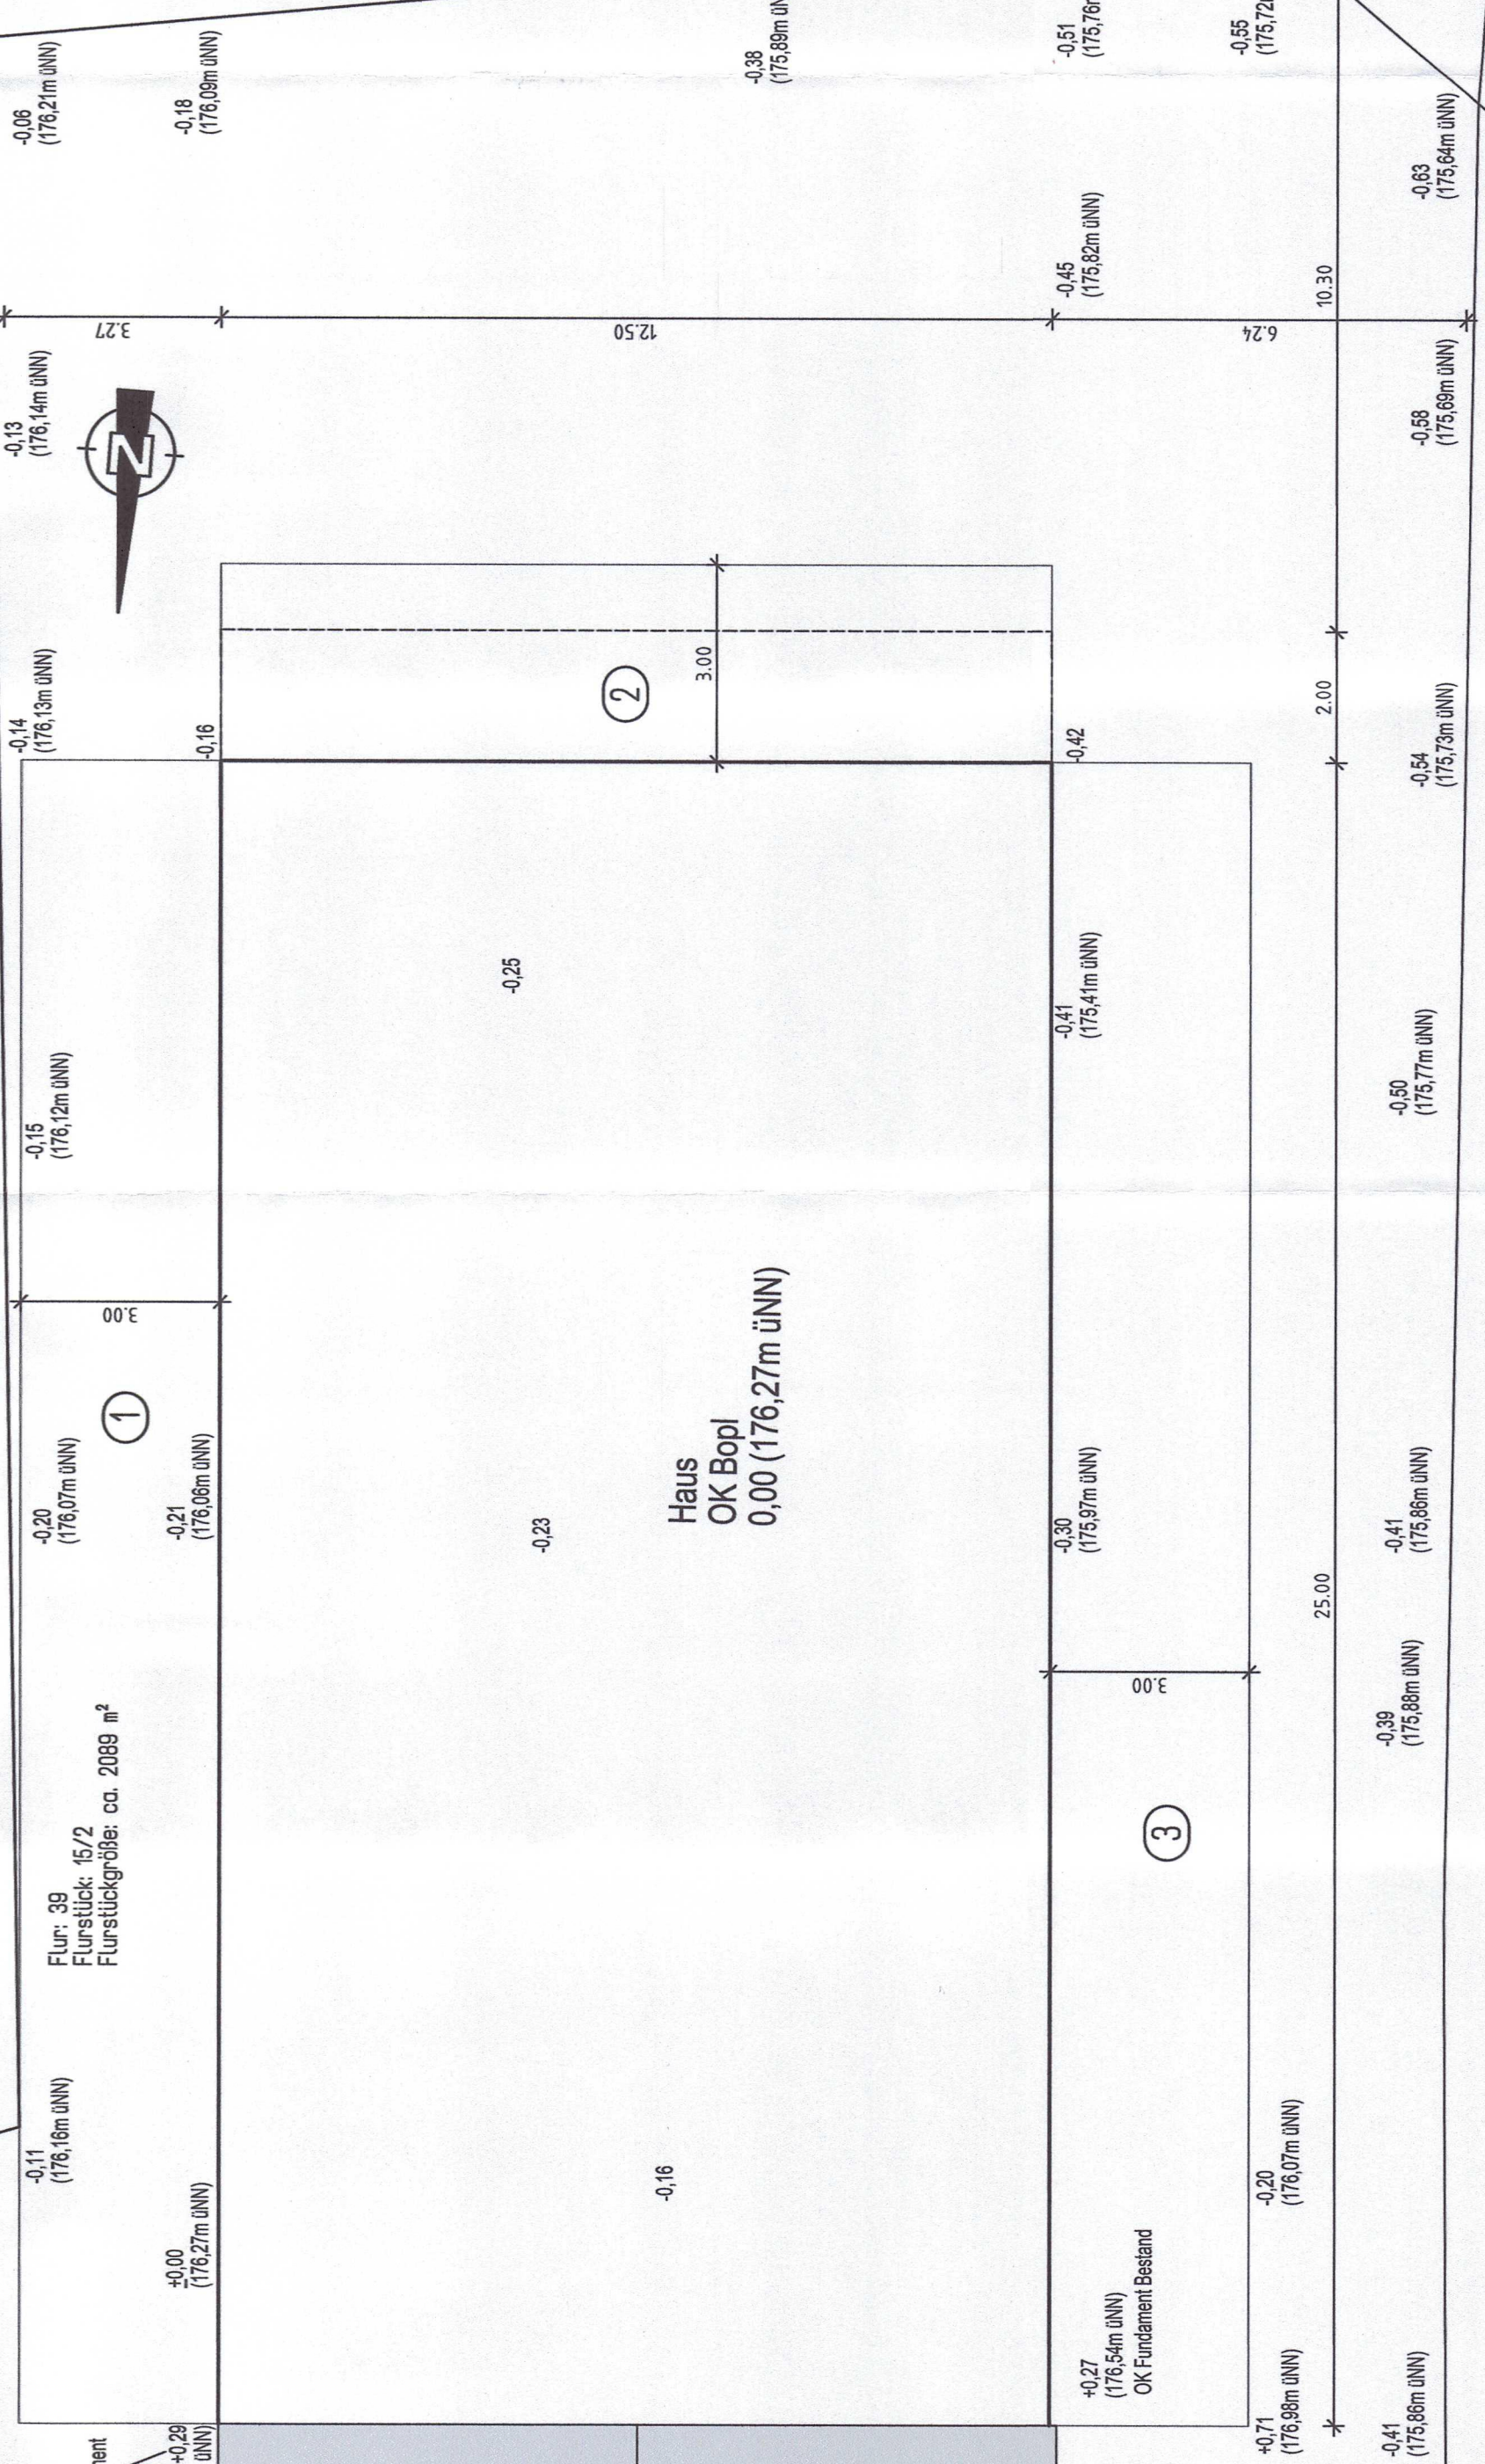 -0,06
(176,21m üNN)
-0,18
(176,09m üNN)
-0,38
(175,89m
-0,51
-0,55
-0,63
(175,64m üNN)
-0,45
(175,82m üNN)
10.30
3.27
12.50
6.24
-0,13
(176,14m üNN)
N
-0,58
(175,69m üNN)
-0,14
(176,13m üNN)
-0,16
2
3.00
-0,42
2.00
-0,54
(175,73m üNN)
-0,15
(176,12m üNN)
-0,25
-0,41
(175,41m üNN)
-0,50
(175,77m üNN)
3.00
1
-0,20
(176,07m üNN)
-0,21
(176,06m üNN)
-0,23
Haus
OK Bopl
0,00 (176,27m üNN)
-0,30
(175,97m üNN)
-0,41
(175,86m üNN)
25.00
3.00
-0,39
(175,88m üNN)
Flur: 39
Flurstück: 15/2
Flurstückgröße: ca. 2089 m²
3
-0,11
(176,16m üNN)
±0,00
(176,27m üNN)
-0,16
-0,20
(176,07m üNN)
+0,27
(176,54m üNN)
OK Fundament Bestand
+0,71
(176,98m üNN)
-0,41
(175,86m üNN)
+0,29
üNN)